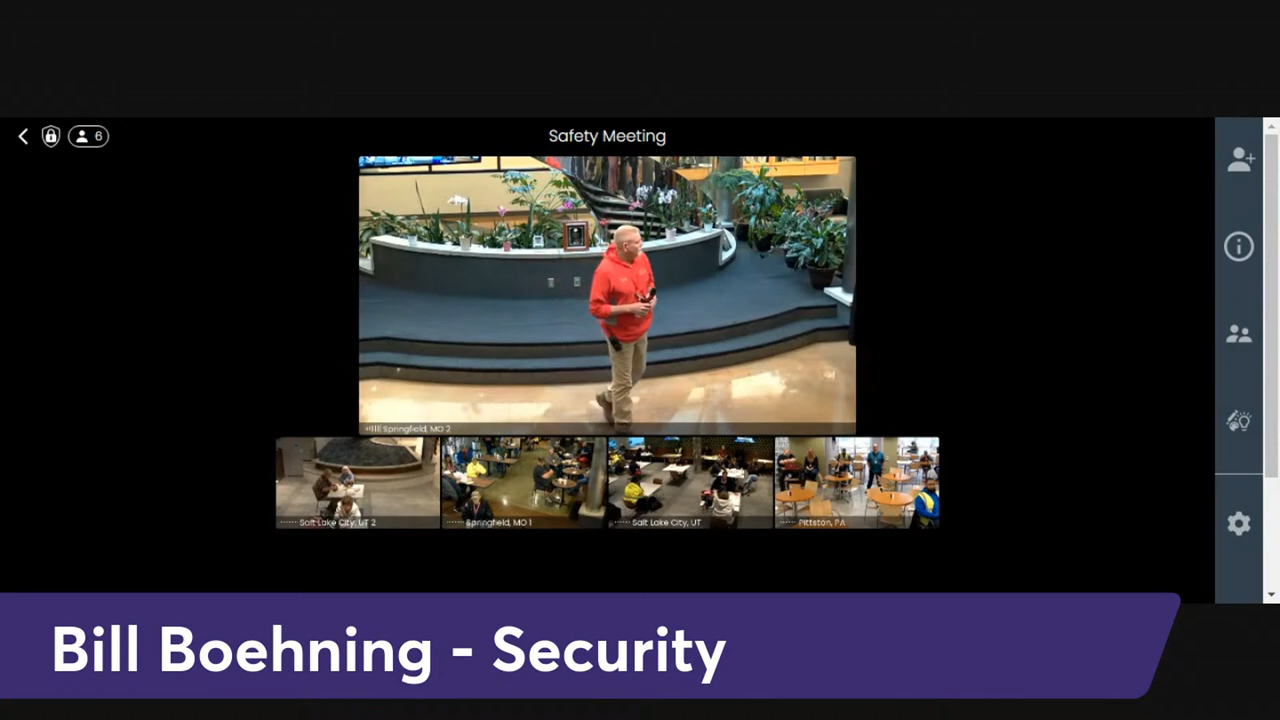 6
Safety Meeting
Springfield, MO 2
Salt Lake City, UT 2
Springfield, MO 1
Salt Lake City, UT
Pittston, PA
Bill Boehning - Security